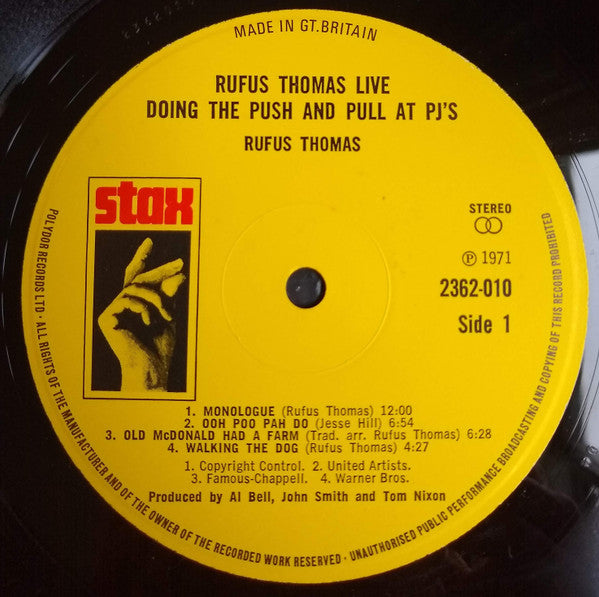 MADE IN GT.BRITAIN
RUFUS THOMAS LIVE
DOING THE PUSH AND PULL AT PJ'S
RUFUS THOMAS
stax
STEREO
Ⓟ 1971
2362-010
Side 1
1. MONOLOGUE (Rufus Thomas) 12:00
2. OOH POO PAH DO (Jesse Hill) 6:54
3. OLD McDONALD HAD A FARM (Trad. arr. Rufus Thomas) 6:28
4. WALKING THE DOG (Rufus Thomas) 4:27
1. Copyright Control. 2. United Artists.
3. Famous-Chappell. 4. Warner Bros.
Produced by Al Bell, John Smith and Tom Nixon
POLYDOR RECORDS LTD · ALL RIGHTS OF THE MANUFACTURER AND OF THE OWNER OF THE RECORDED WORK RESERVED · UNAUTHORISED PUBLIC PERFORMANCE BROADCASTING AND COPYING OF THIS RECORD PROHIBITED